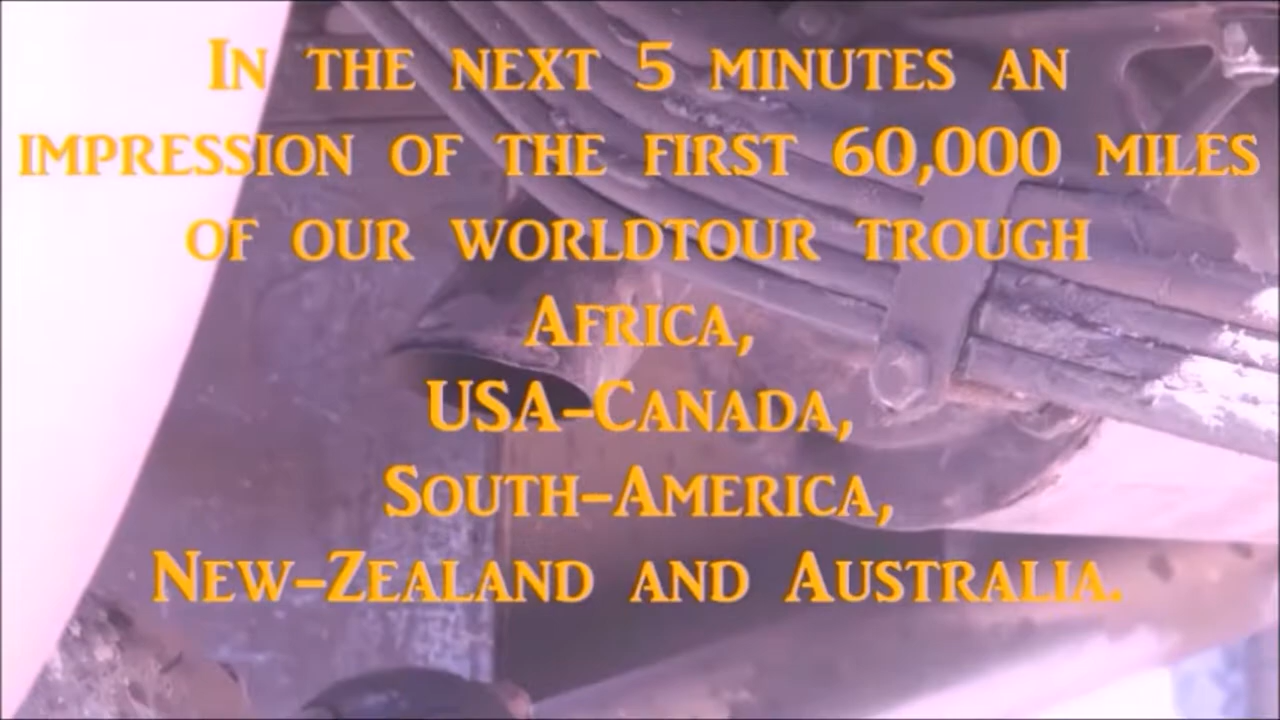 In the next 5 minutes an
impression of the first 60,000 miles
of our worldtour trough
Africa,
USA-Canada,
South-America,
New-Zealand and Australia.